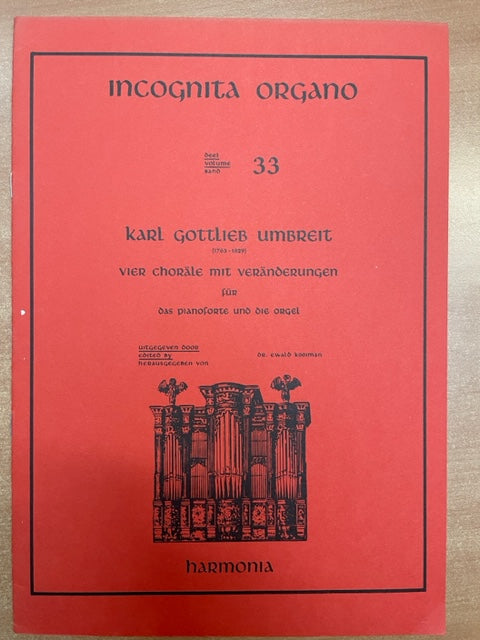 INCOGNITA ORGANO
deel
volume
band
33
Karl Gottlieb Umbreit
(1763-1829)
Vier Choräle mit Veränderungen
für
das Pianoforte und die Orgel
uitgegeven door
edited by
herausgegeben von
Dr. Ewald Kooiman
harmonia